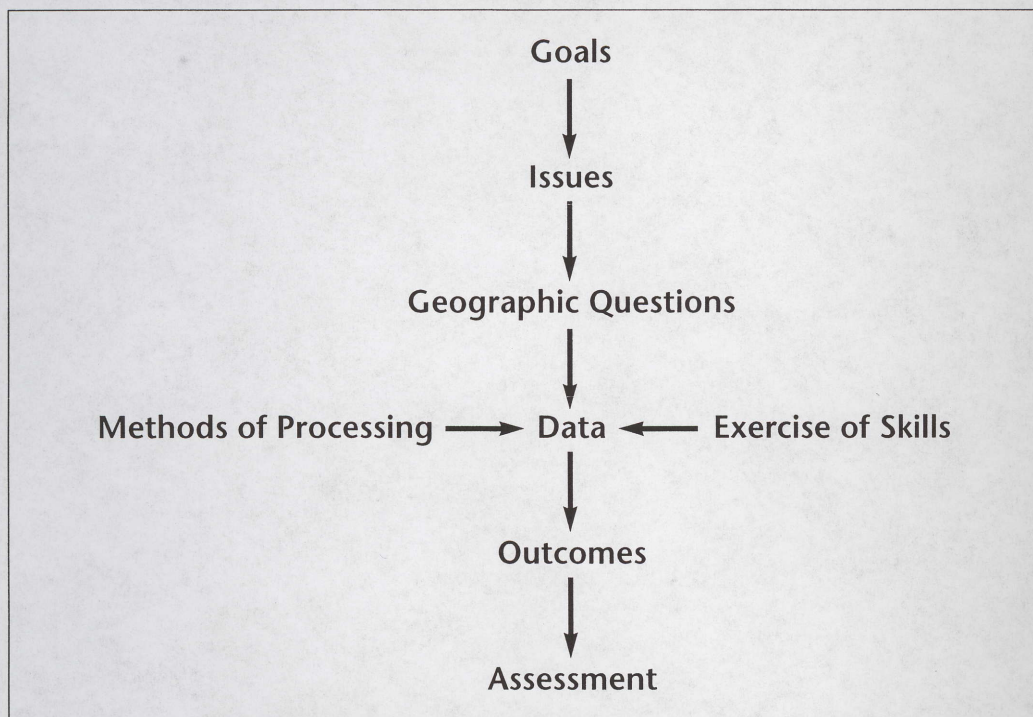 Goals
Issues
Geographic Questions
Methods of Processing Data Exercise of Skills
Outcomes
Assessment